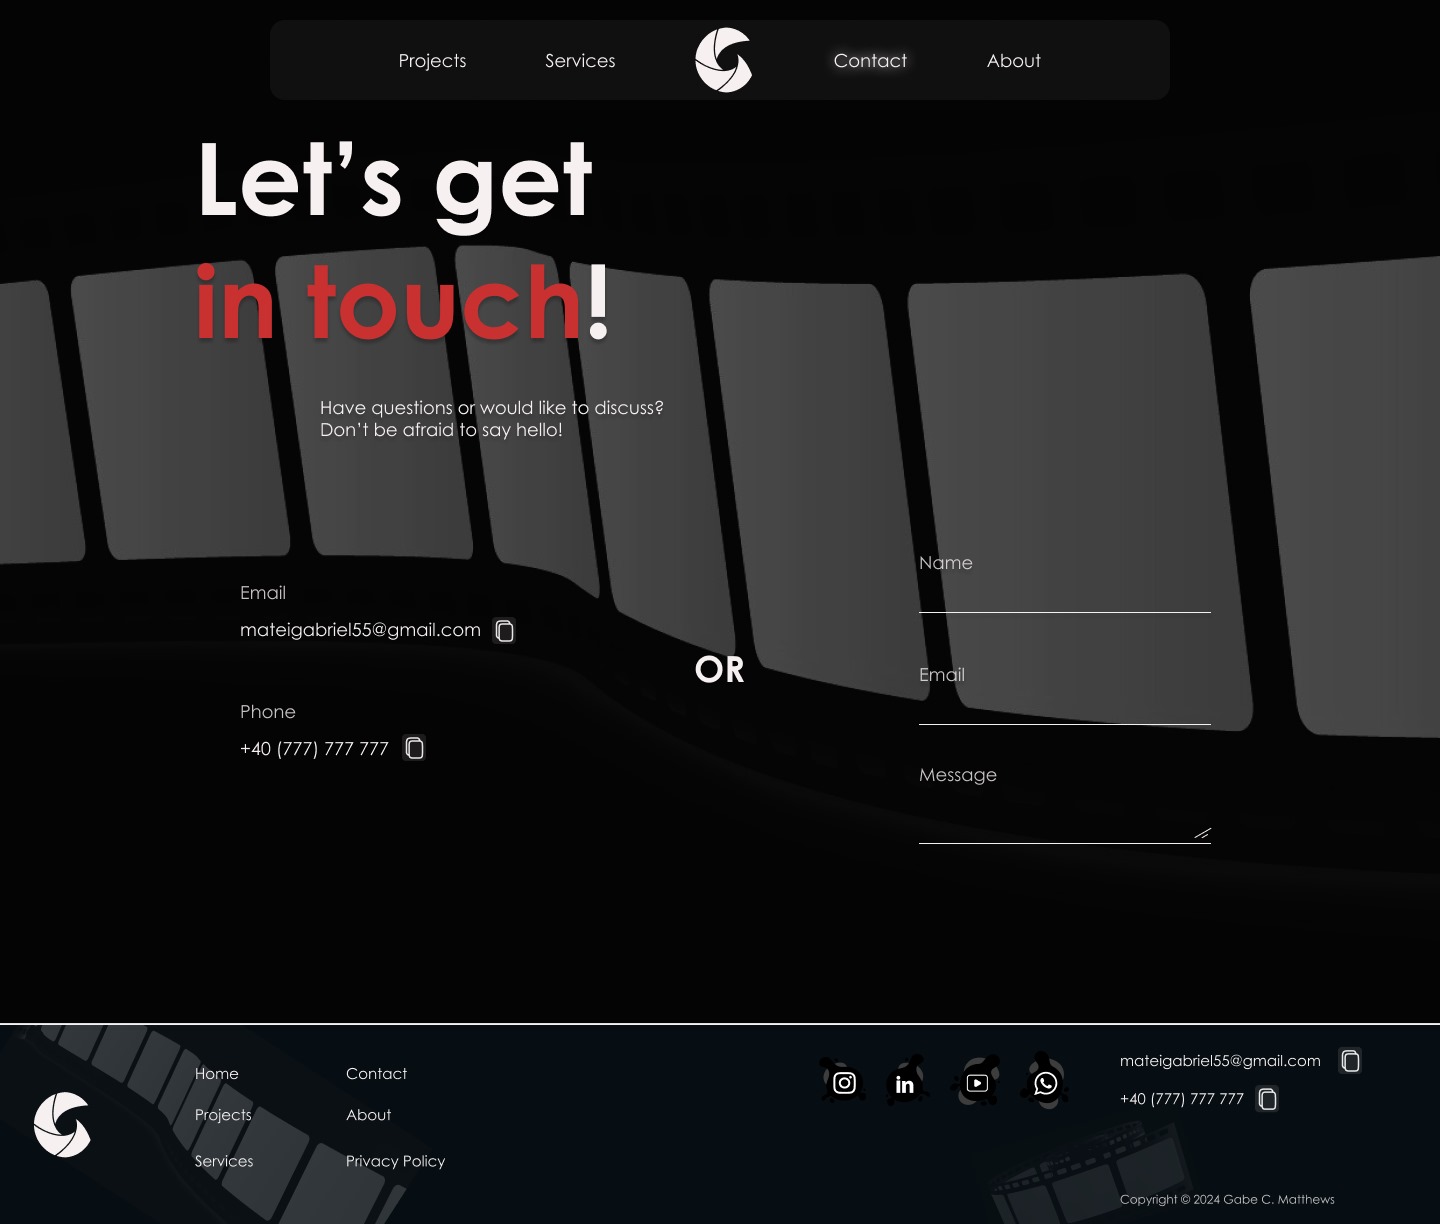 Projects
Services
Contact
About
Let’s get
in touch!
Have questions or would like to discuss?
Don’t be afraid to say hello!
Email
mateigabriel55@gmail.com
Phone
+40 (777) 777 777
OR
Name
Email
Message
Home
Contact
Projects
About
Services
Privacy Policy
in
mateigabriel55@gmail.com
+40 (777) 777 777
Copyright © 2024 Gabe C. Matthews